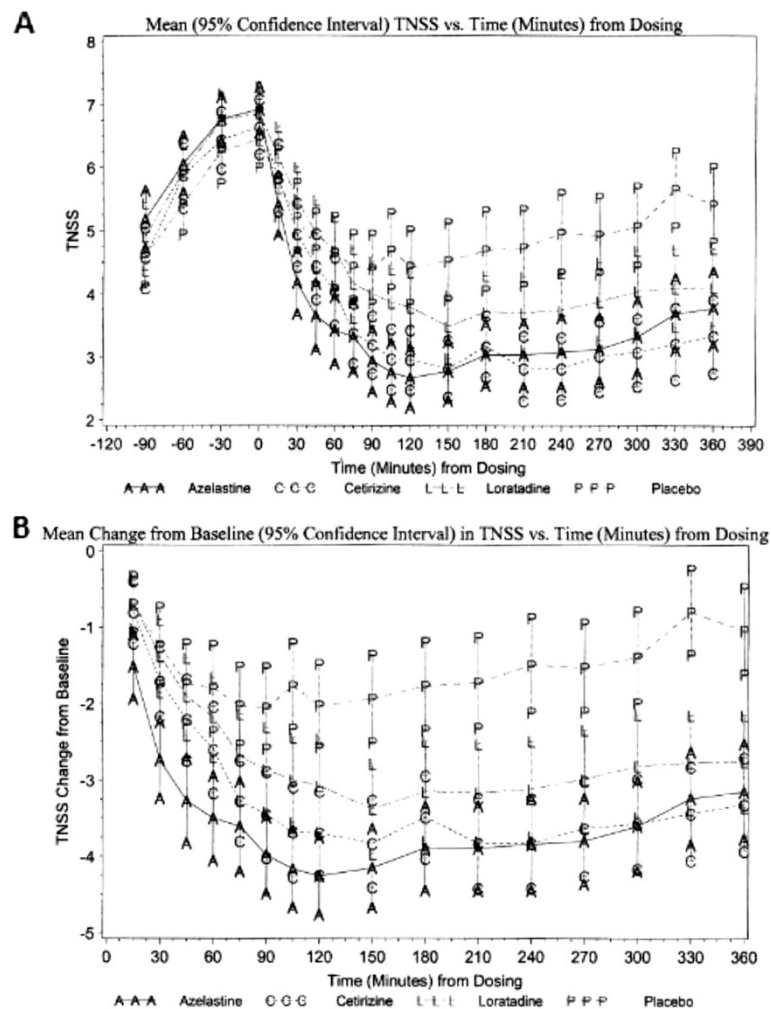 A
Mean (95% Confidence Interval) TNSS vs. Time (Minutes) from Dosing
8
7
6
5
4
3
2
TNSS
-120 -90 -60 -30 0 30 60 90 120 150 180 210 240 270 300 330 360 390
Time (Minutes) from Dosing
A A A Azelastine C C C Cetirizine L L L Loratadine P P P Placebo
B
Mean Change from Baseline (95% Confidence Interval) in TNSS vs. Time (Minutes) from Dosing
0
-1
-2
-3
-4
-5
TNSS Change from Baseline
0 15 30 45 60 75 90 105 120 150 180 210 240 270 300 330 360
Time (Minutes) from Dosing
A A A Azelastine C C C Cetirizine L L L Loratadine P P P Placebo